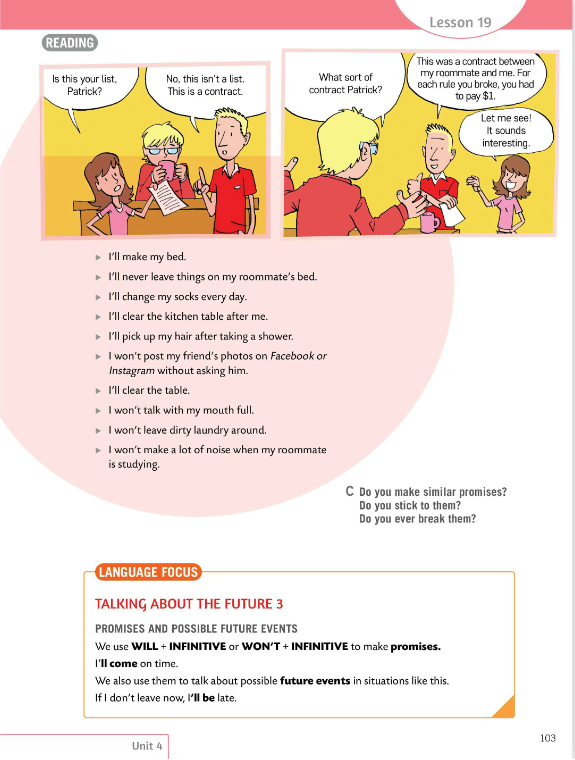 Lesson 19
READING
Is this your list,
Patrick?
No, this isn't a list.
This is a contract.
What sort of
contract Patrick?
This was a contract between
my roommate and me. For
each rule you broke, you had
to pay $1.
Let me see!
It sounds
interesting.
▶ I'll make my bed.
▶ I'll never leave things on my roommate's bed.
▶ I'll change my socks every day.
▶ I'll clear the kitchen table after me.
▶ I'll pick up my hair after taking a shower.
▶ I won't post my friend's photos on Facebook or
Instagram without asking him.
▶ I'll clear the table.
▶ I won't talk with my mouth full.
▶ I won't leave dirty laundry around.
▶ I won't make a lot of noise when my roommate
is studying.
C Do you make similar promises?
Do you stick to them?
Do you ever break them?
LANGUAGE FOCUS
TALKING ABOUT THE FUTURE 3
PROMISES AND POSSIBLE FUTURE EVENTS
We use WILL + INFINITIVE or WON'T + INFINITIVE to make promises.
I'll come on time.
We also use them to talk about possible future events in situations like this.
If I don't leave now, I'll be late.
Unit 4
103